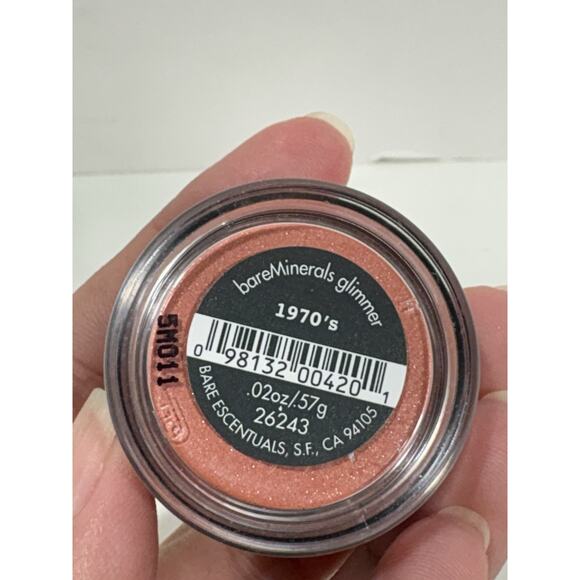 bareMinerals glimmer
1970's
0 98132 00420 1
.02oz/.57g
26243
BARE ESCENTUALS, S.F., CA 94105
5M011